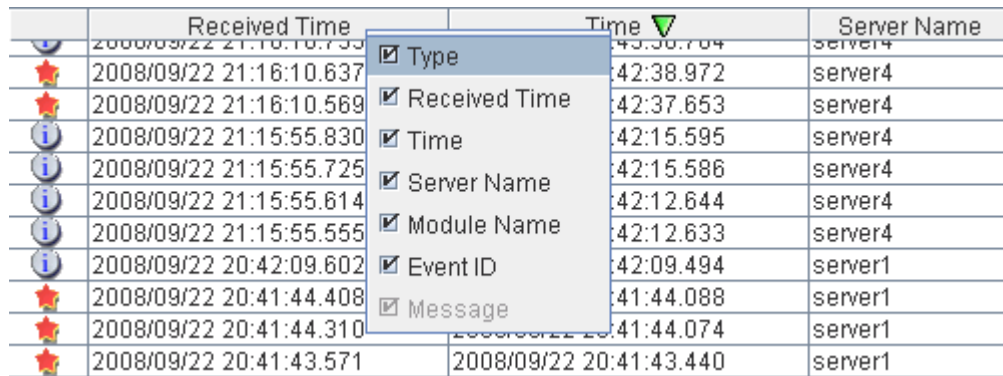 Received Time Time Server Name
Type
2008/09/22 21:16:10.637 :42:38.972 server4
Received Time
2008/09/22 21:16:10.569 :42:37.653 server4
2008/09/22 21:15:55.830 Time :42:15.595 server4
2008/09/22 21:15:55.725 :42:15.586 server4
Server Name
2008/09/22 21:15:55.614 :42:12.644 server4
2008/09/22 21:15:55.555 Module Name :42:12.633 server4
2008/09/22 20:42:09.602 Event ID :42:09.494 server1
2008/09/22 20:41:44.408 :41:44.088 server1
Message
2008/09/22 20:41:44.310 :41:44.074 server1
2008/09/22 20:41:43.571 2008/09/22 20:41:43.440 server1